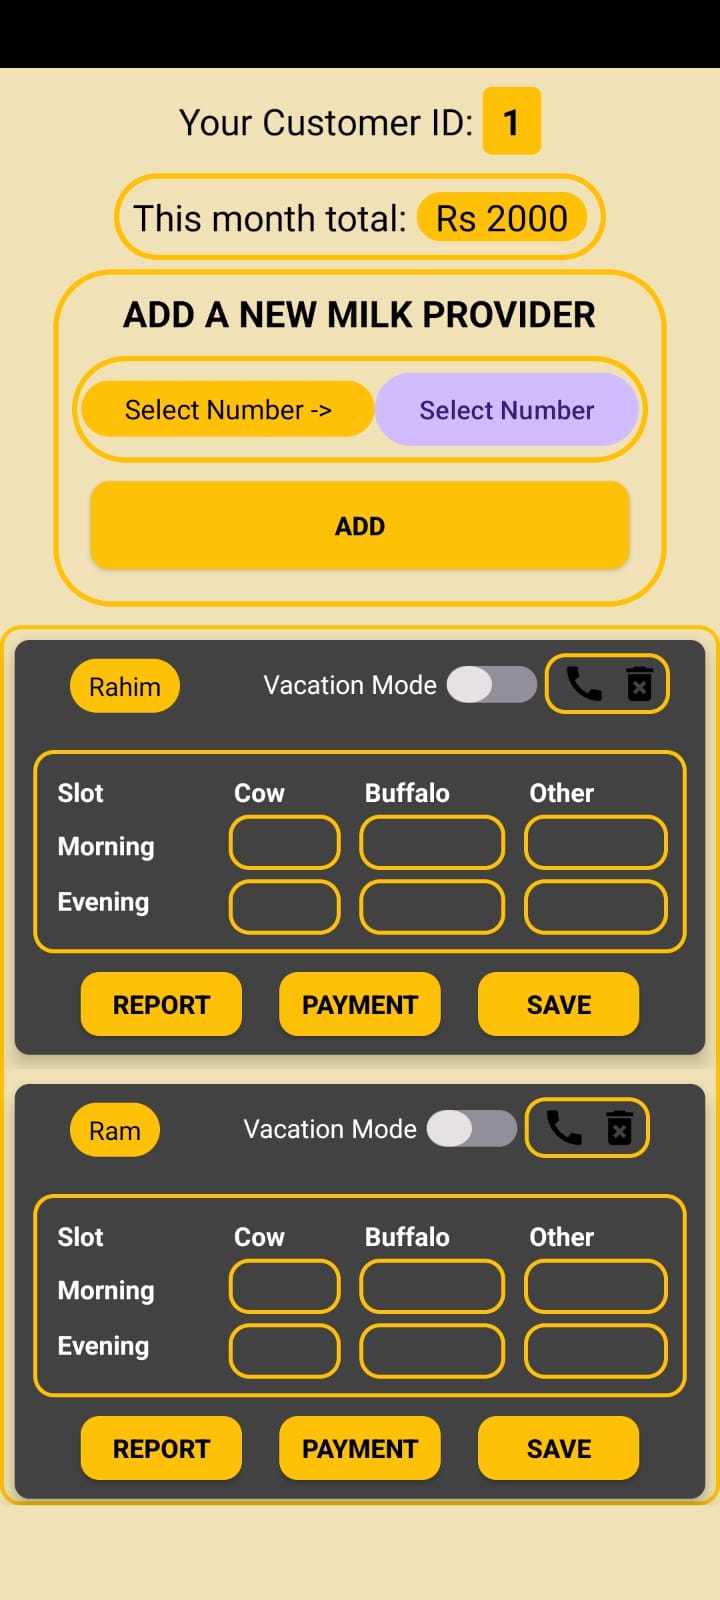 Your Customer ID: 1
This month total: Rs 2000
ADD A NEW MILK PROVIDER
Select Number -> Select Number
ADD
Rahim Vacation Mode
Slot Cow Buffalo Other
Morning
Evening
REPORT PAYMENT SAVE
Ram Vacation Mode
Slot Cow Buffalo Other
Morning
Evening
REPORT PAYMENT SAVE